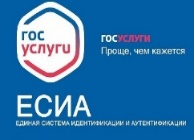 гос
услуги
ГОСУСЛУГИ
Проще, чем кажется
ЕСИА
ЕДИНАЯ СИСТЕМА ИДЕНТИФИКАЦИИ И АУТЕНТИФИКАЦИИ